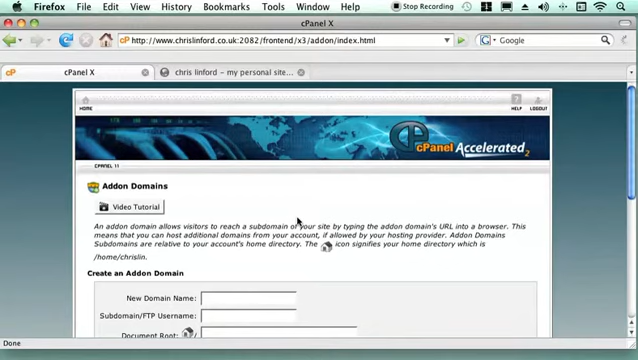 Firefox File Edit View History Bookmarks Tools Window Help Stop Recording
cPanel X
http://www.chrislinford.co.uk:2082/frontend/x3/addon/index.html
Google
cPanel X
chris linford – my personal site...
HOME
HELP LOGOUT
cPanel Accelerated2
CPANEL 11
Addon Domains
Video Tutorial
An addon domain allows visitors to reach a subdomain of your site by typing the addon domain's URL into a browser. This
means that you can host additional domains from your account, if allowed by your hosting provider. Addon Domains
Subdomains are relative to your account's home directory. The icon signifies your home directory which is
/home/chrislin.
Create an Addon Domain
New Domain Name:
Subdomain/FTP Username:
Document Root: /
Done